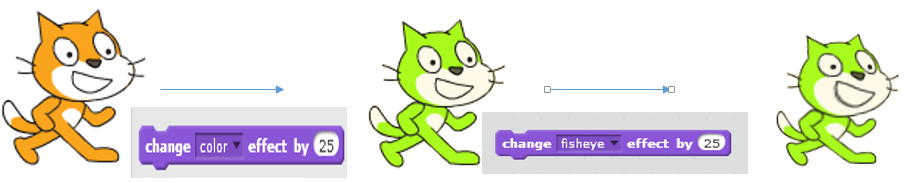 change color effect by 25
change fisheye effect by 25